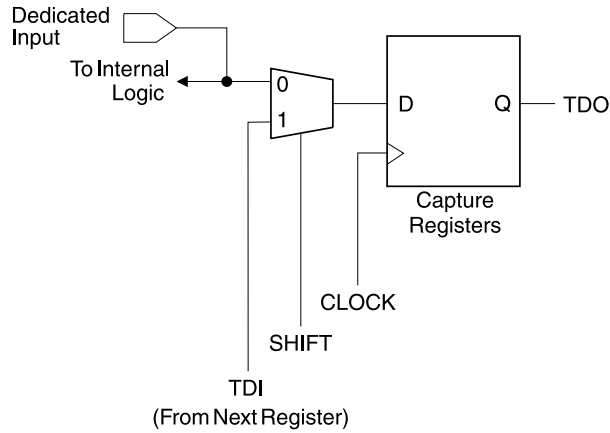 Dedicated
Input
To Internal
Logic
0
1
D
Q
TDO
Capture
Registers
CLOCK
SHIFT
TDI
(From Next Register)